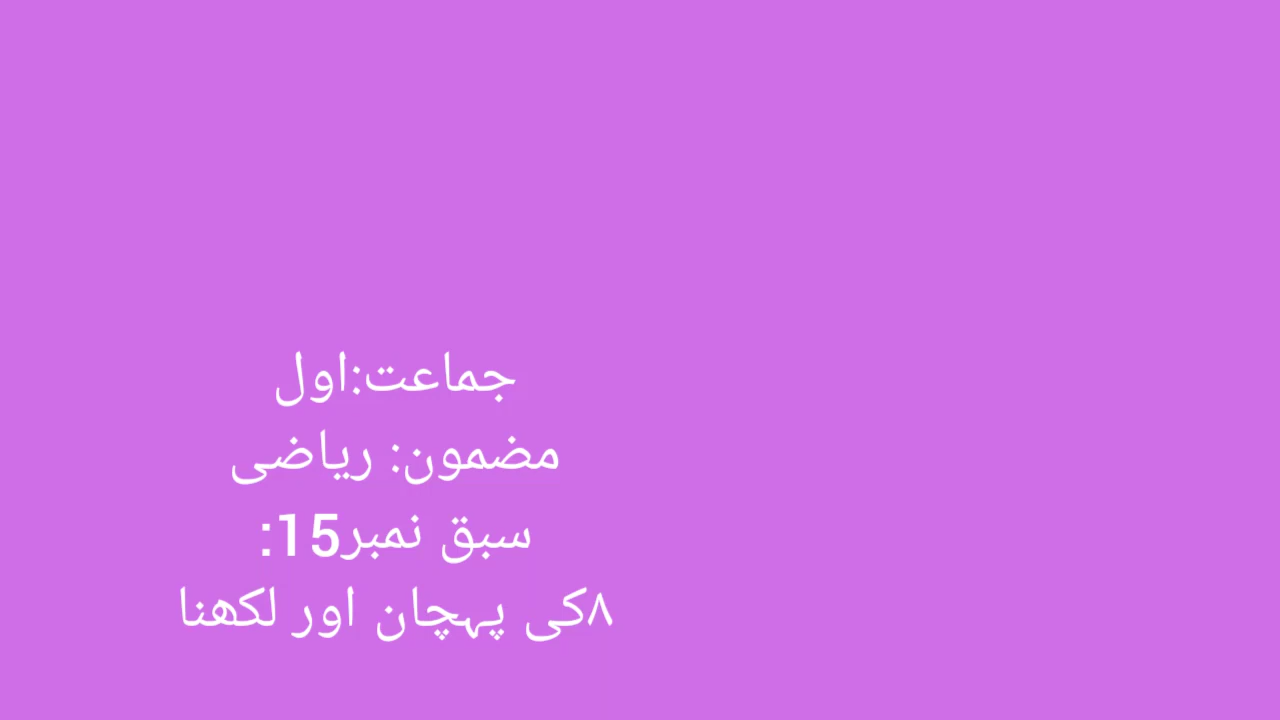 جماعت:اول
مضمون: ریاضی
سبق نمبر15:
۸کی پہچان اور لکھنا